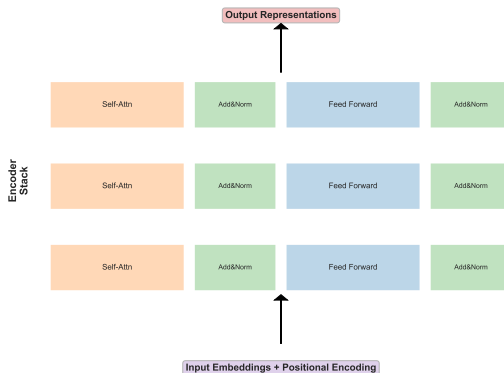 Output Representations
Self-Attn Add&Norm Feed Forward Add&Norm
Encoder
Stack
Self-Attn Add&Norm Feed Forward Add&Norm
Self-Attn Add&Norm Feed Forward Add&Norm
Input Embeddings + Positional Encoding